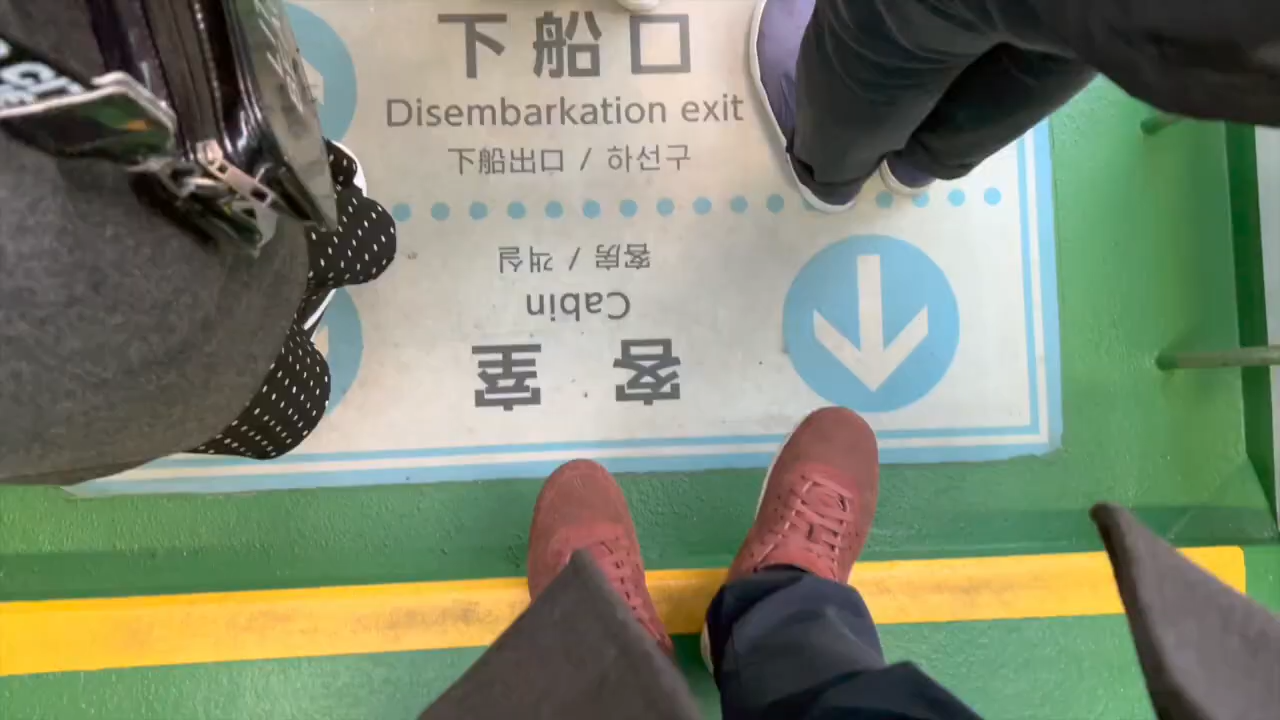 下船口
Disembarkation exit
下船出口 / 하선구
客室
Cabin
客房 / 객실